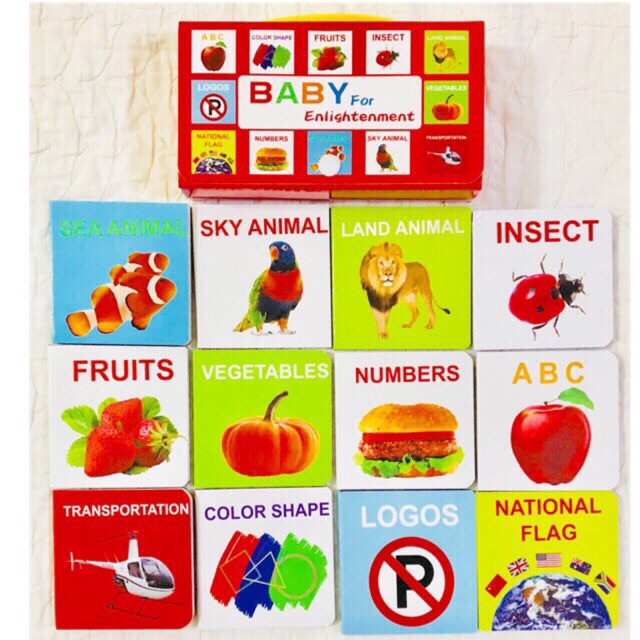 A B C
COLOR SHAPE
FRUITS
INSECT
LAND ANIMAL
LOGOS
P
BABY For
Enlightenment
VEGETABLES
NATIONAL
FLAG
NUMBERS
SKY ANIMAL
TRANSPORTATION
SEA ANIMAL
SKY ANIMAL
LAND ANIMAL
INSECT
FRUITS
VEGETABLES
NUMBERS
A B C
TRANSPORTATION
COLOR SHAPE
LOGOS
P
NATIONAL
FLAG